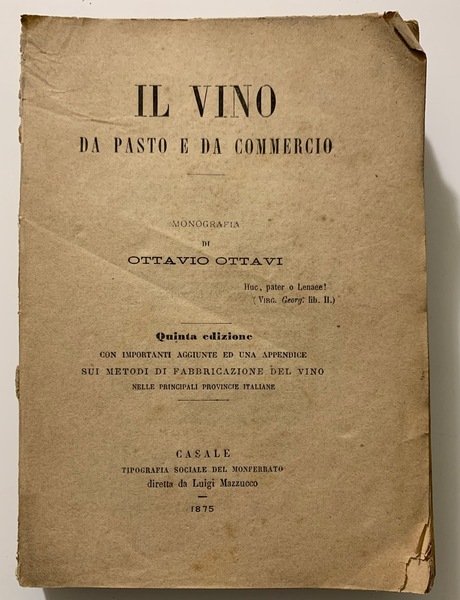 IL VINO
DA PASTO E DA COMMERCIO
MONOGRAFIA
DI
OTTAVIO OTTAVI
Huc, pater o Lenaee!
(VIRG. Georg. lib. II.)
Quinta edizione
CON IMPORTANTI AGGIUNTE ED UNA APPENDICE
SUI METODI DI FABBRICAZIONE DEL VINO
NELLE PRINCIPALI PROVINCIE ITALIANE
CASALE
TIPOGRAFIA SOCIALE DEL MONFERRATO
diretta da Luigi Mazzucco
1875